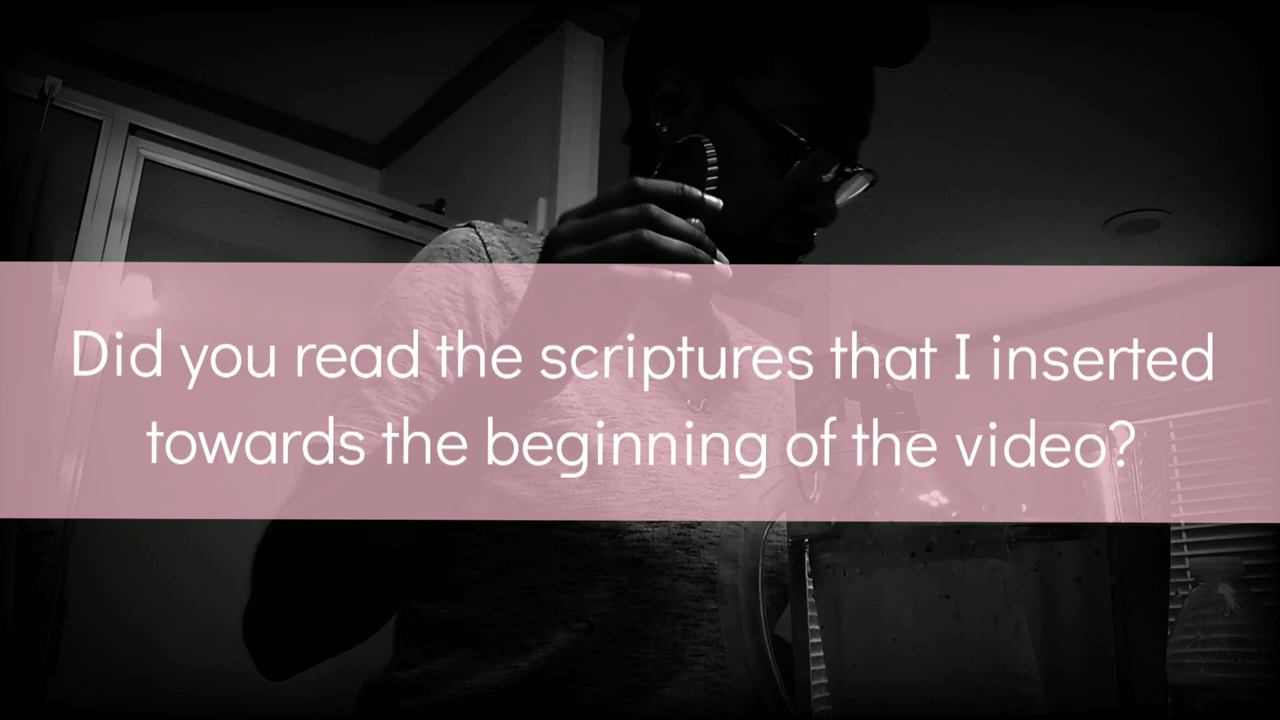 Did you read the scriptures that I inserted
towards the beginning of the video?